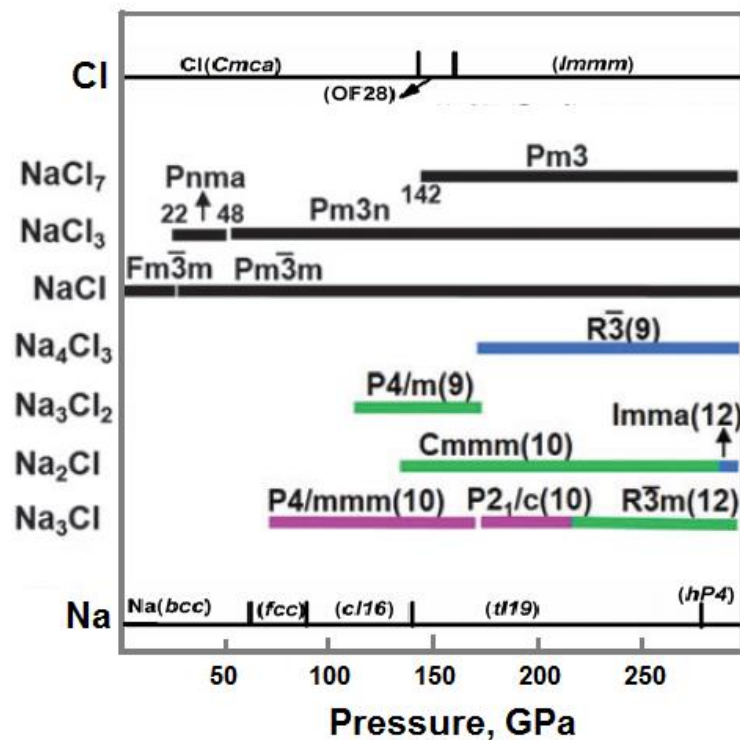 Cl Cl(Cmca) (Immm)
(OF28)
NaCl₇ Pm3
Pnma 142
NaCl₃ 22 48 Pm3n
NaCl Fm3̅m Pm3̅m
Na₄Cl₃ R3̅(9)
Na₃Cl₂ P4/m(9)
Imma(12)
Na₂Cl Cmmm(10)
Na₃Cl P4/mmm(10) P2₁/c(10) R3̅m(12)
Na Na(bcc) (fcc) (cI16) (tI19) (hP4)
50 100 150 200 250
Pressure, GPa